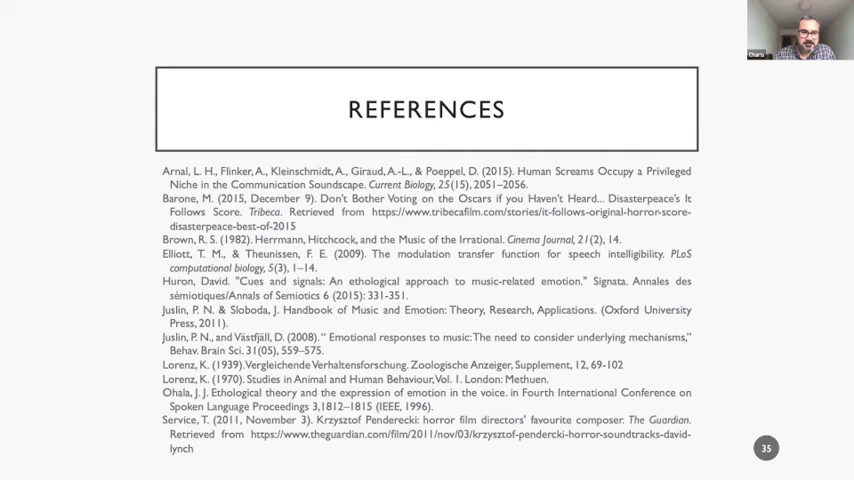 Charis
REFERENCES
Arnal, L. H., Flinker, A., Kleinschmidt, A., Giraud, A.-L., & Poeppel, D. (2015). Human Screams Occupy a Privileged
Niche in the Communication Soundscape. Current Biology, 25(15), 2051–2056.
Barone, M. (2015, December 9). Don't Bother Voting on the Oscars if you Haven't Heard... Disasterpeace's It
Follows Score. Tribeca. Retrieved from https://www.tribecafilm.com/stories/it-follows-original-horror-score-
disasterpeace-best-of-2015
Brown, R. S. (1982). Herrmann, Hitchcock, and the Music of the Irrational. Cinema Journal, 21(2), 14.
Elliott, T. M., & Theunissen, F. E. (2009). The modulation transfer function for speech intelligibility. PLoS
computational biology, 5(3), 1–14.
Huron, David. "Cues and signals: An ethological approach to music-related emotion." Signata. Annales des
sémiotiques/Annals of Semiotics 6 (2015): 331-351.
Juslin, P. N. & Sloboda, J. Handbook of Music and Emotion: Theory, Research, Applications. (Oxford University
Press, 2011).
Juslin, P. N., and Västfjäll, D. (2008). “ Emotional responses to music: The need to consider underlying mechanisms,”
Behav. Brain Sci. 31(05), 559–575.
Lorenz, K. (1939). Vergleichende Verhaltensforschung. Zoologische Anzeiger, Supplement, 12, 69-102
Lorenz, K. (1970). Studies in Animal and Human Behaviour, Vol. 1. London: Methuen.
Ohala, J. J. Ethological theory and the expression of emotion in the voice. in Fourth International Conference on
Spoken Language Proceedings 3, 1812–1815 (IEEE, 1996).
Service, T. (2011, November 3). Krzysztof Penderecki: horror film directors' favourite composer. The Guardian.
Retrieved from https://www.theguardian.com/film/2011/nov/03/krzysztof-pendercki-horror-soundtracks-david-
lynch
35